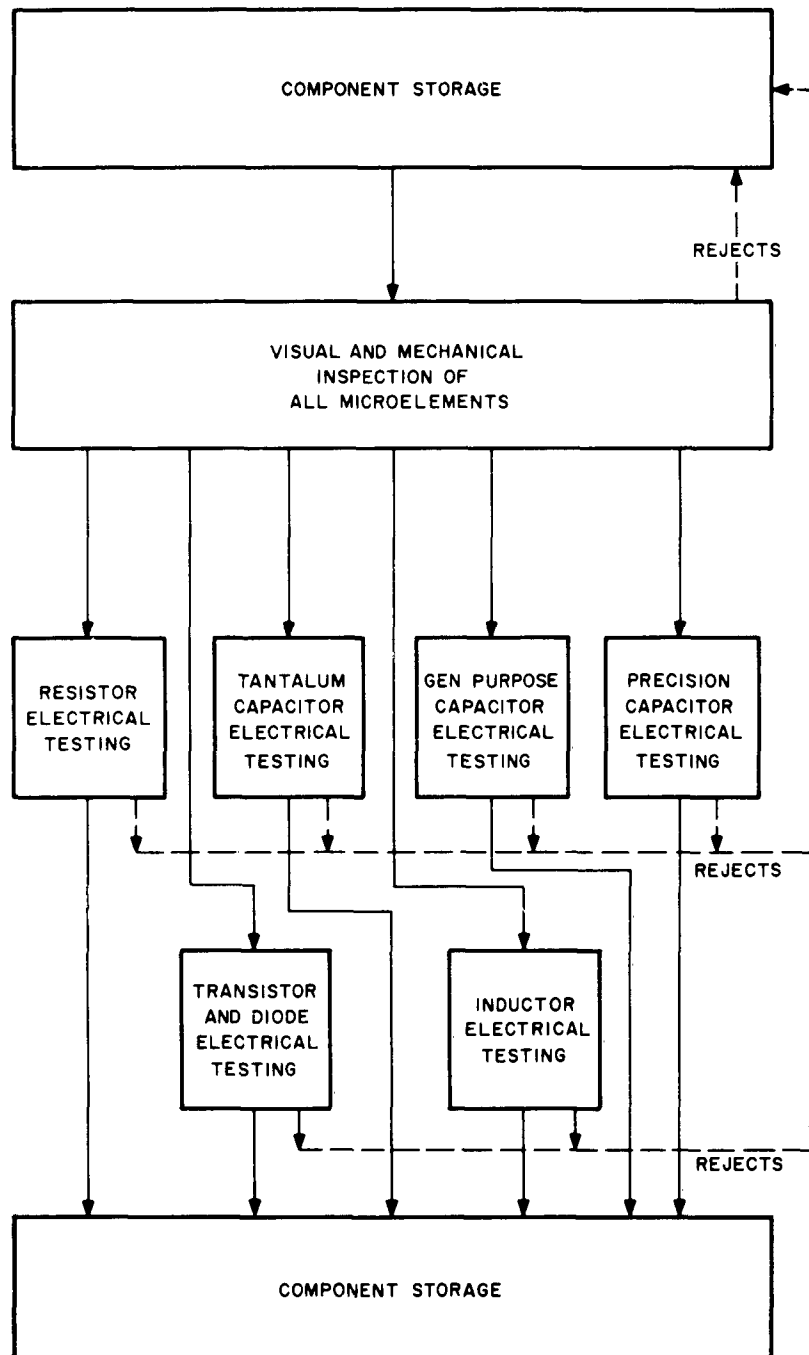 COMPONENT STORAGE
REJECTS
VISUAL AND MECHANICAL
INSPECTION OF
ALL MICROELEMENTS
RESISTOR
ELECTRICAL
TESTING
TANTALUM
CAPACITOR
ELECTRICAL
TESTING
GEN PURPOSE
CAPACITOR
ELECTRICAL
TESTING
PRECISION
CAPACITOR
ELECTRICAL
TESTING
REJECTS
TRANSISTOR
AND DIODE
ELECTRICAL
TESTING
INDUCTOR
ELECTRICAL
TESTING
REJECTS
COMPONENT STORAGE